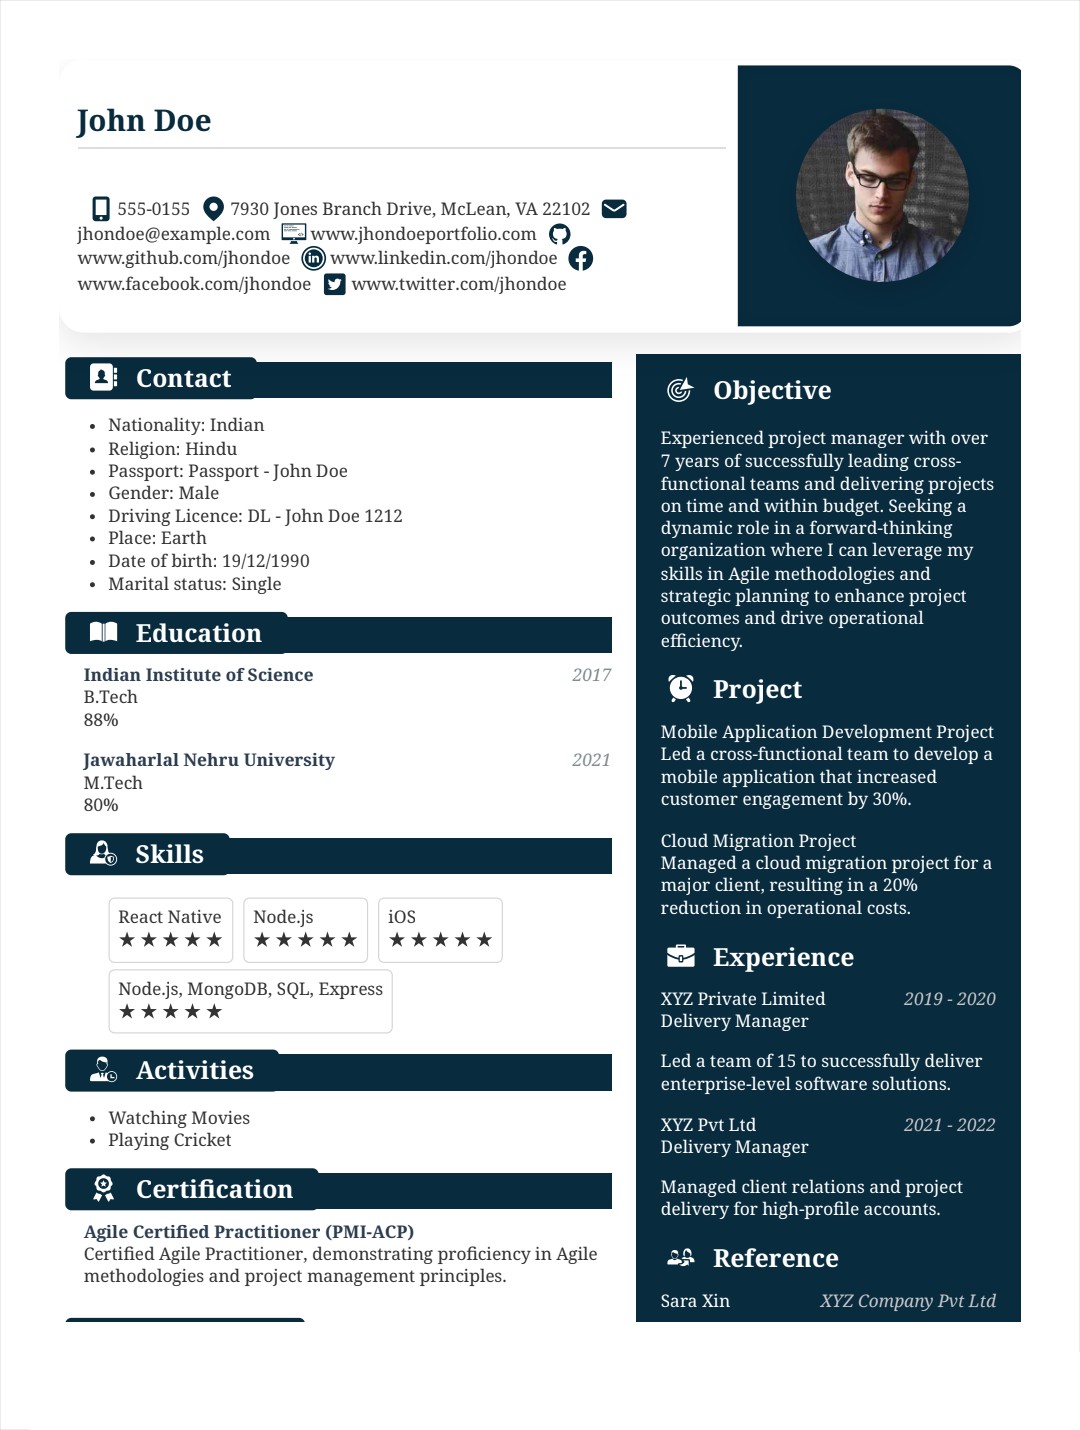 John Doe
555-0155 7930 Jones Branch Drive, McLean, VA 22102
jhondoe@example.com www.jhondoeportfolio.com
www.github.com/jhondoe www.linkedin.com/jhondoe
www.facebook.com/jhondoe www.twitter.com/jhondoe
Contact
• Nationality: Indian
• Religion: Hindu
• Passport: Passport - John Doe
• Gender: Male
• Driving Licence: DL - John Doe 1212
• Place: Earth
• Date of birth: 19/12/1990
• Marital status: Single
Education
Indian Institute of Science 2017
B.Tech
88%
Jawaharlal Nehru University 2021
M.Tech
80%
Skills
React Native Node.js iOS
★★★★★ ★★★★★ ★★★★★
Node.js, MongoDB, SQL, Express
★★★★★
Activities
• Watching Movies
• Playing Cricket
Certification
Agile Certified Practitioner (PMI-ACP)
Certified Agile Practitioner, demonstrating proficiency in Agile
methodologies and project management principles.
Objective
Experienced project manager with over
7 years of successfully leading cross-
functional teams and delivering projects
on time and within budget. Seeking a
dynamic role in a forward-thinking
organization where I can leverage my
skills in Agile methodologies and
strategic planning to enhance project
outcomes and drive operational
efficiency.
Project
Mobile Application Development Project
Led a cross-functional team to develop a
mobile application that increased
customer engagement by 30%.
Cloud Migration Project
Managed a cloud migration project for a
major client, resulting in a 20%
reduction in operational costs.
Experience
XYZ Private Limited 2019 - 2020
Delivery Manager
Led a team of 15 to successfully deliver
enterprise-level software solutions.
XYZ Pvt Ltd 2021 - 2022
Delivery Manager
Managed client relations and project
delivery for high-profile accounts.
Reference
Sara Xin XYZ Company Pvt Ltd